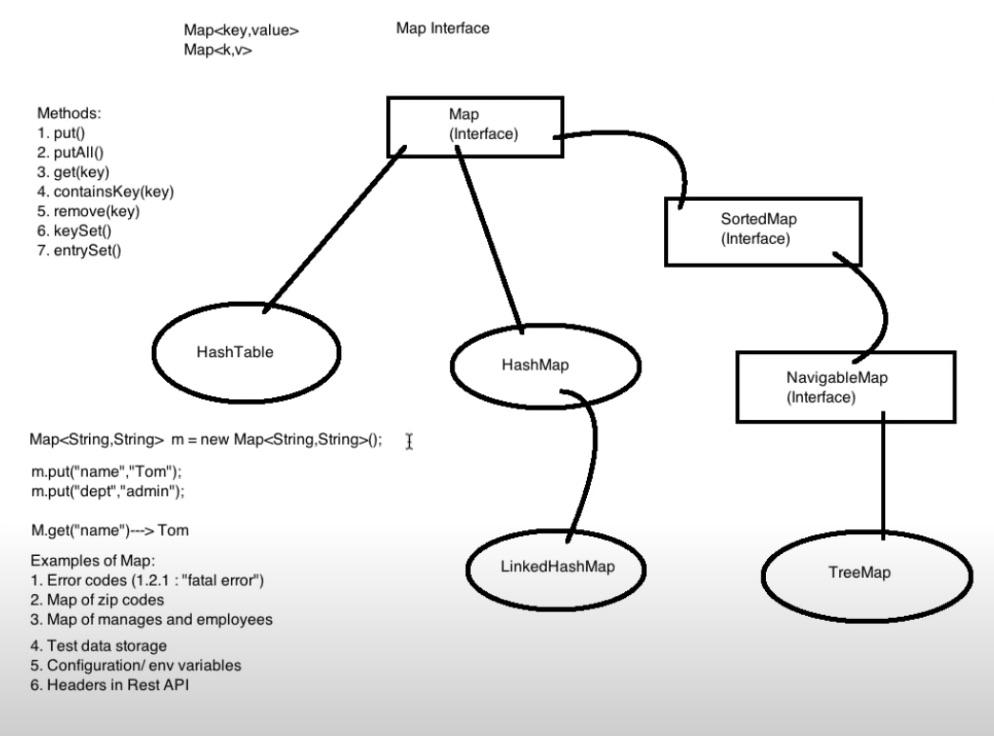 Map<key,value>
Map<k,v>
Map Interface
Methods:
1. put()
2. putAll()
3. get(key)
4. containsKey(key)
5. remove(key)
6. keySet()
7. entrySet()
Map
(Interface)
SortedMap
(Interface)
HashTable
HashMap
NavigableMap
(Interface)
Map<String,String>  m = new Map<String,String>();
m.put("name","Tom");
m.put("dept","admin");
M.get("name")---> Tom
LinkedHashMap
TreeMap
Examples of Map:
1. Error codes (1.2.1 : "fatal error")
2. Map of zip codes
3. Map of manages and employees
4. Test data storage
5. Configuration/ env variables
6. Headers in Rest API